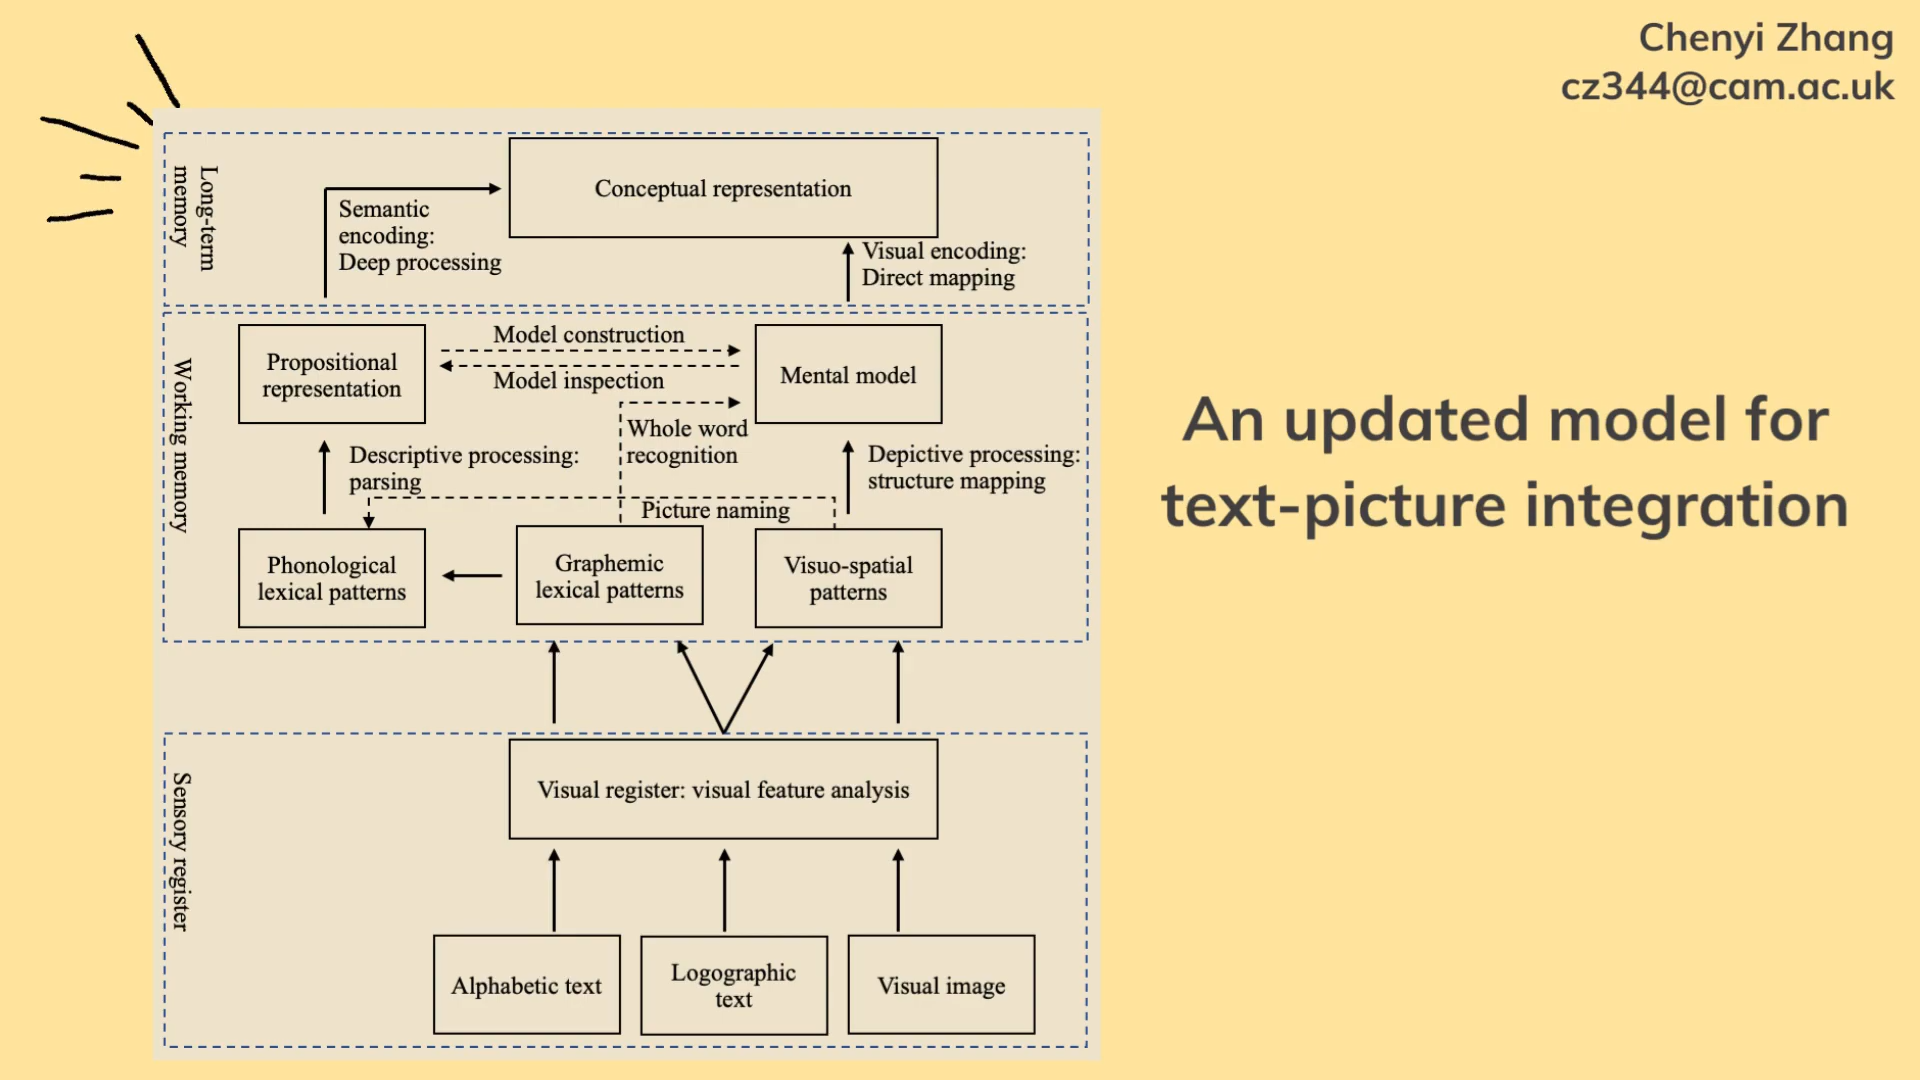 Chenyi Zhang
cz344@cam.ac.uk
An updated model for
text-picture integration
Long-term
memory
Conceptual representation
Semantic
encoding:
Deep processing
Visual encoding:
Direct mapping
Working memory
Propositional
representation
Model construction
Model inspection
Mental model
Whole word
recognition
Descriptive processing:
parsing
Depictive processing:
structure mapping
Picture naming
Phonological
lexical patterns
Graphemic
lexical patterns
Visuo-spatial
patterns
Sensory register
Visual register: visual feature analysis
Alphabetic text
Logographic
text
Visual image